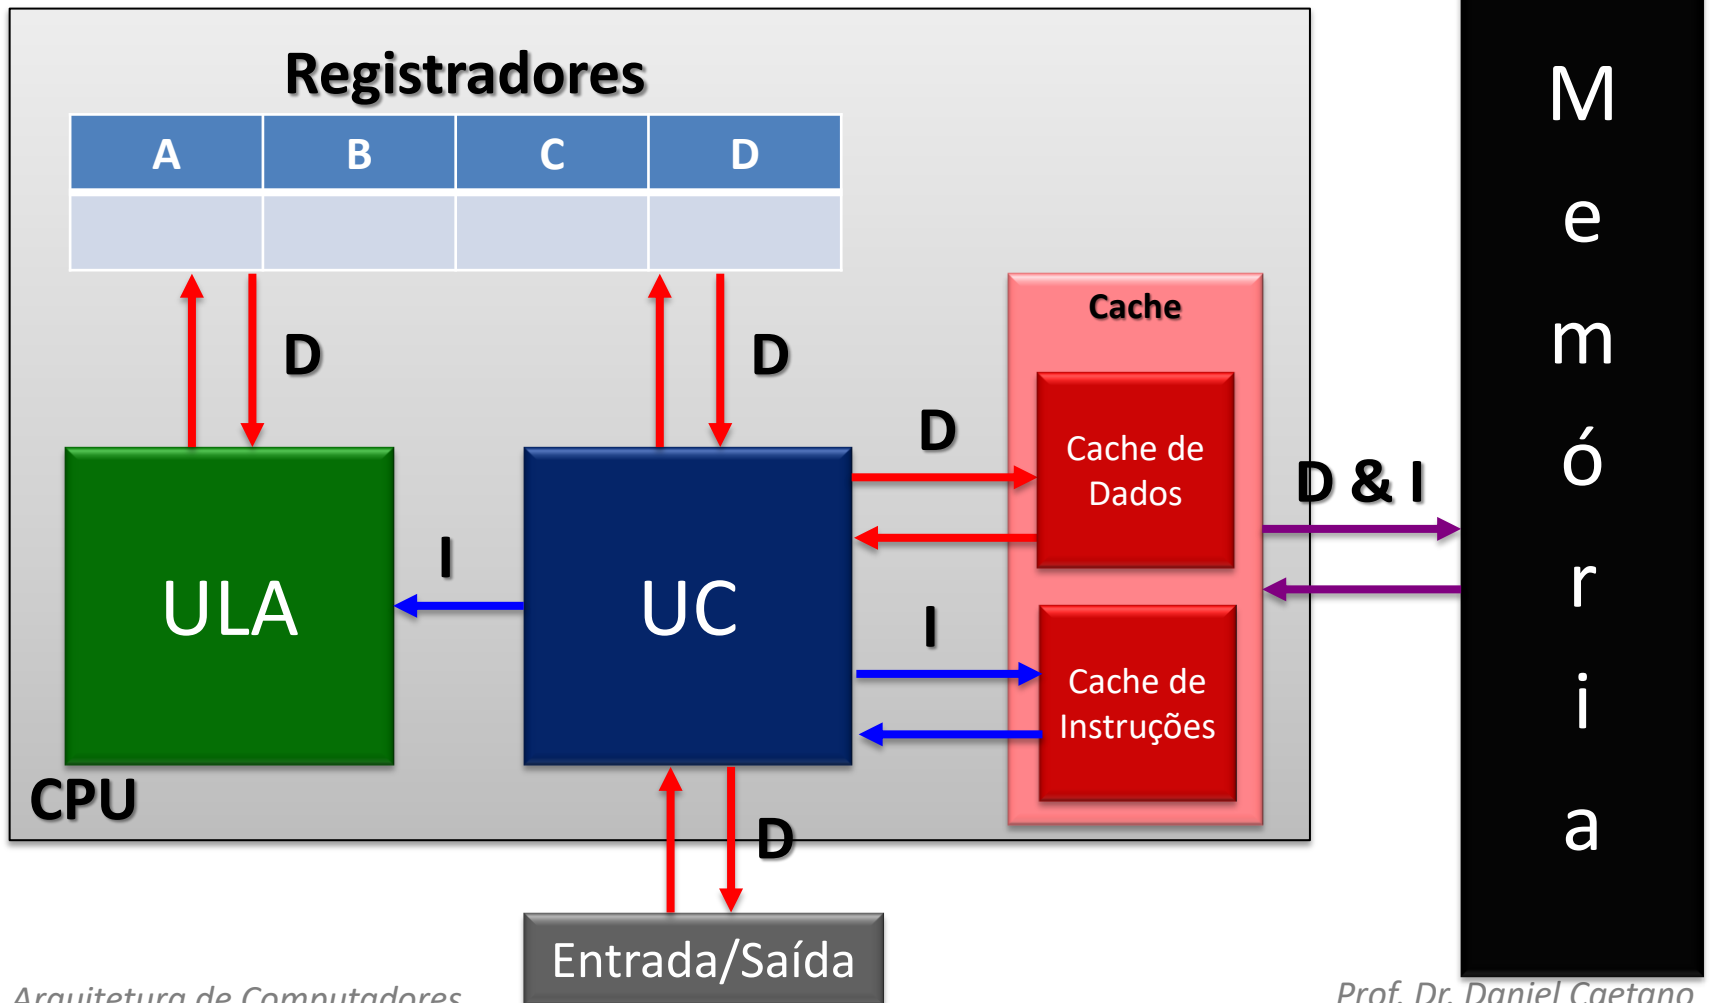 Registradores
A B C D
D
D
Cache
D
Cache de
Dados
D & I
I
ULA
UC
I
Cache de
Instruções
CPU
D
Entrada/Saída
Memória
Arquitetura de Computadores
Prof. Dr. Daniel Caetano